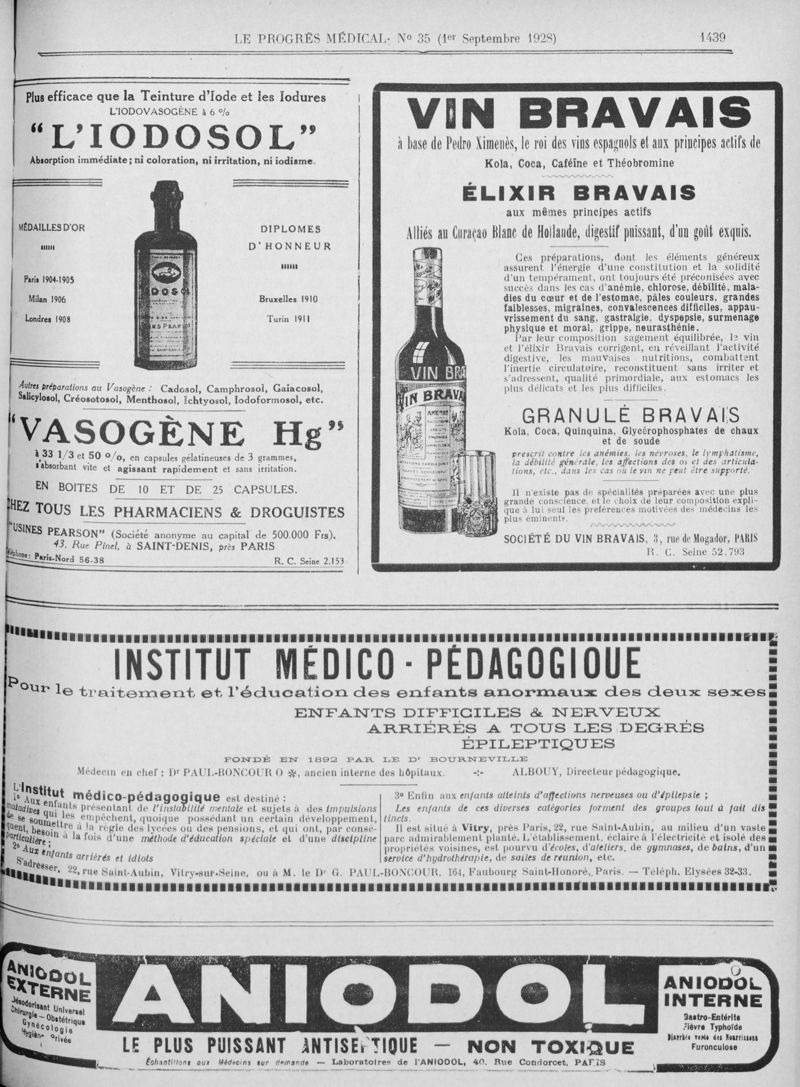 LE PROGRÈS MÉDICAL- Nº 35 (1er Septembre 1928)
1439
Plus efficace que la Teinture d'Iode et les Iodures
L'IODOVASOGÈNE à 6 %
"L'IODOSOL"
Absorption immédiate; ni coloration, ni irritation, ni iodisme.
MÉDAILLES D'OR
Paris 1904-1905
Milan 1906
Londres 1908
DIPLOMES
D'HONNEUR
Bruxelles 1910
Turin 1911
Autres préparations au Vasogène : Cadosol, Camphrosol, Gaiacosol,
Salicylosol, Créosotosol, Menthosol, Ichtyosol, Iodoformosol, etc.
"VASOGÈNE Hg"
à 33 1/3 et 50 %, en capsules gélatineuses de 3 grammes,
s'absorbant vite et agissant rapidement et sans irritation.
EN BOITES DE 10 ET DE 25 CAPSULES.
CHEZ TOUS LES PHARMACIENS & DROGUISTES
"USINES PEARSON" (Société anonyme au capital de 500.000 Frs).
43, Rue Pinel, à SAINT-DENIS, près PARIS
Téléphone : Paris-Nord 56-38
R. C. Seine 2.153
VIN BRAVAIS
à base de Pedro Ximenès, le roi des vins espagnols et aux principes actifs de
Kola, Coca, Caféine et Théobromine
ÉLIXIR BRAVAIS
aux mêmes principes actifs
Alliés au Curaçao Blanc de Hollande, digestif puissant, d'un goût exquis.
Ces préparations, dont les éléments généreux
assurent l'énergie d'une constitution et la solidité
d'un tempérament, ont toujours été préconisées avec
succès dans les cas d'anémie, chlorose, débilité, mala-
dies du cœur et de l'estomac, pâles couleurs, grandes
faiblesses, migraines, convalescences difficiles, appau-
vrissement du sang, gastralgie, dyspepsie, surmenage
physique et moral, grippe, neurasthénie.
Par leur composition sagement équilibrée, le vin
et l'élixir Bravais corrigent, en réveillant l'activité
digestive, les mauvaises nutritions, combattent
l'inertie circulatoire, reconstituent sans irriter et
s'adressent, qualité primordiale, aux estomacs les
plus délicats et les plus difficiles.
VIN BRA
VIN BRAVAIS
GRANULÉ BRAVAIS
Kola, Coca, Quinquina, Glycérophosphates de chaux
et de soude
prescrit contre les anémies, les névroses, le lymphatisme,
la débilité générale, les affections des os et des articula-
tions, etc., dans les cas où le vin ne peut être supporté.
Il n'existe pas de spécialités préparées avec une plus
grande conscience, et le choix de leur composition expli-
que à lui seul les préférences motivées des médecins les
plus éminents.
SOCIÉTÉ DU VIN BRAVAIS, 3, rue de Mogador, PARIS
R. C. Seine 52.793
INSTITUT MÉDICO-PÉDAGOGIQUE
Pour le traitement et l'éducation des enfants anormaux des deux sexes
ENFANTS DIFFICILES & NERVEUX
ARRIÉRÉS A TOUS LES DEGRÉS
ÉPILEPTIQUES
FONDÉ EN 1892 PAR LE Dʳ BOURNEVILLE
Médecin en chef : Dʳ PAUL-BONCOUR O ✻, ancien interne des hôpitaux. -:- ALBOUY, Directeur pédagogique.
L'Institut médico-pédagogique est destiné :
1º Aux enfants présentant de l'instabilité mentale et sujets à des impulsions
maladives qui les empêchent, quoique possédant un certain développement,
de se soumettre à la règle des lycées ou des pensions, et qui ont, par consé-
quent, besoin à la fois d'une méthode d'éducation spéciale et d'une discipline
particulière;
2º Aux enfants arriérés et idiots
3º Enfin aux enfants atteints d'affections nerveuses ou d'épilepsie ;
Les enfants de ces diverses catégories forment des groupes tout à fait dis
tincts.
Il est situé à Vitry, près Paris, 22, rue Saint-Aubin, au milieu d'un vaste
parc admirablement planté. L'établissement, éclairé à l'électricité et isolé des
propriétés voisines, est pourvu d'écoles, d'ateliers, de gymnases, de bains, d'un
service d'hydrothérapie, de salles de réunion, etc.
S'adresser, 22, rue Saint-Aubin, Vitry-sur-Seine, ou à M. le Dʳ G. PAUL-BONCOUR, 164, Faubourg Saint-Honoré, Paris. — Téléph. Elysées 32-33.
ANIODOL
EXTERNE
Désodorisant Universel
Chirurgie — Obstétrique
Gynécologie
Hygiène Privée
ANIODOL
ANIODOL
INTERNE
Gastro-Entérite
Fièvre Typhoïde
Diarrhée verte des Nourrissons
Furonculose
LE PLUS PUISSANT ANTISEPTIQUE — NON TOXIQUE
Échantillons aux Médecins sur demande — Laboratoires de l'ANIODOL, 40, Rue Condorcet, PARIS